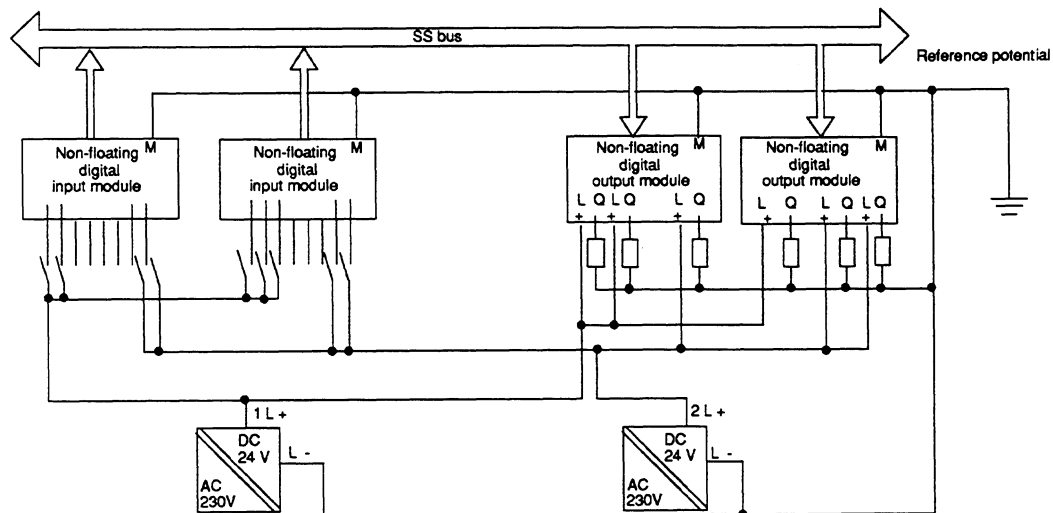 SS bus
Reference potential
M
Non-floating
digital
input module
M
Non-floating
digital
input module
M
Non-floating
digital
output module
L Q L Q L Q
+ + +
M
Non-floating
digital
output module
L Q L Q L Q
+ + +
1 L +
DC
24 V
L -
AC
230V
2 L +
DC
24 V
L -
AC
230V